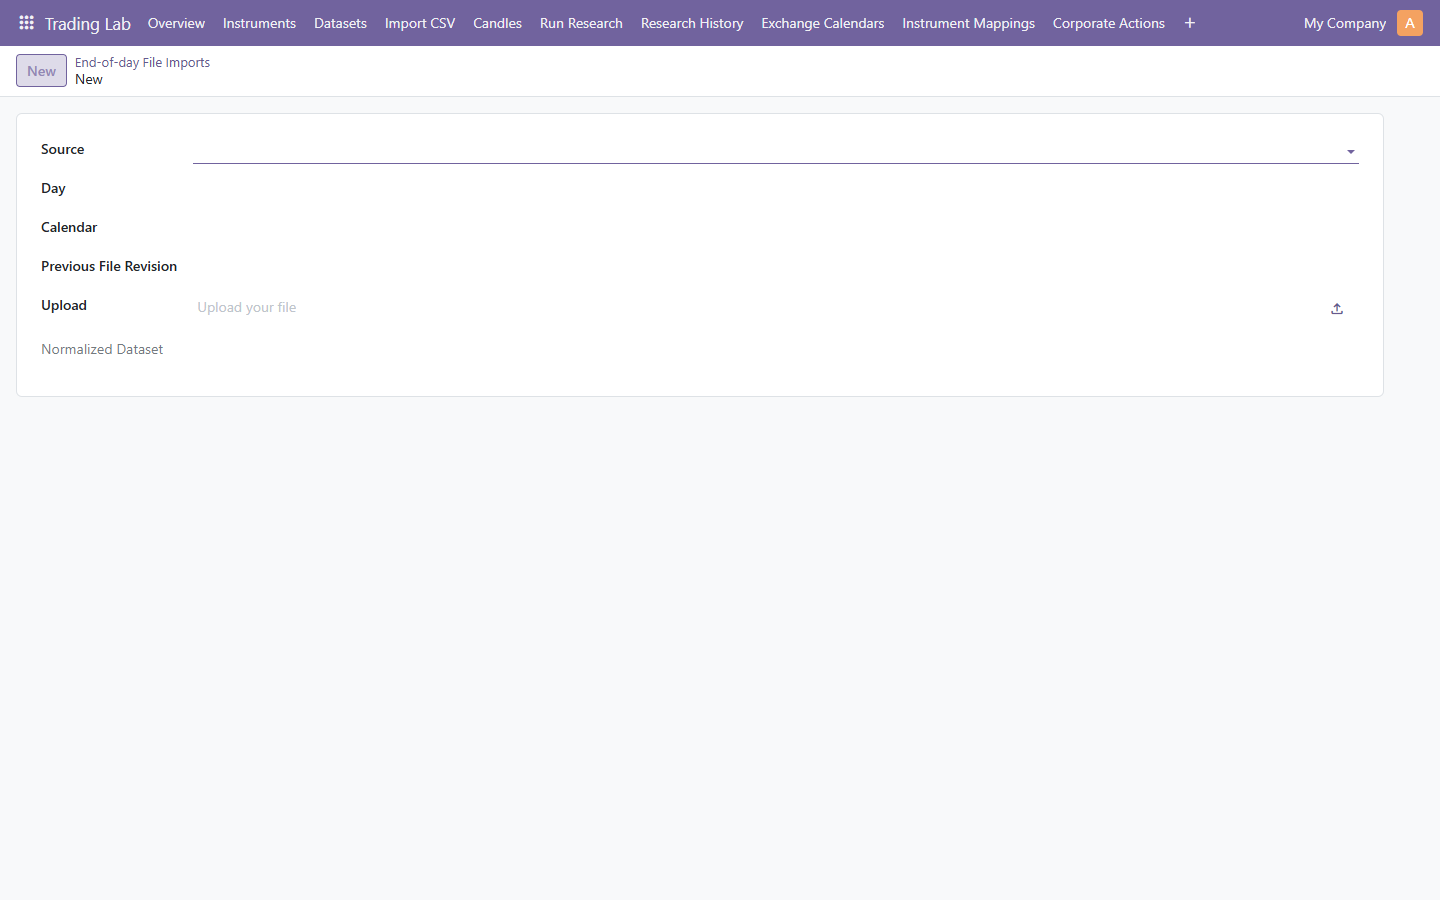 Trading Lab Overview Instruments Datasets Import CSV Candles Run Research Research History Exchange Calendars Instrument Mappings Corporate Actions + My Company A
New
End-of-day File Imports
New
Source
Day
Calendar
Previous File Revision
Upload Upload your file
Normalized Dataset